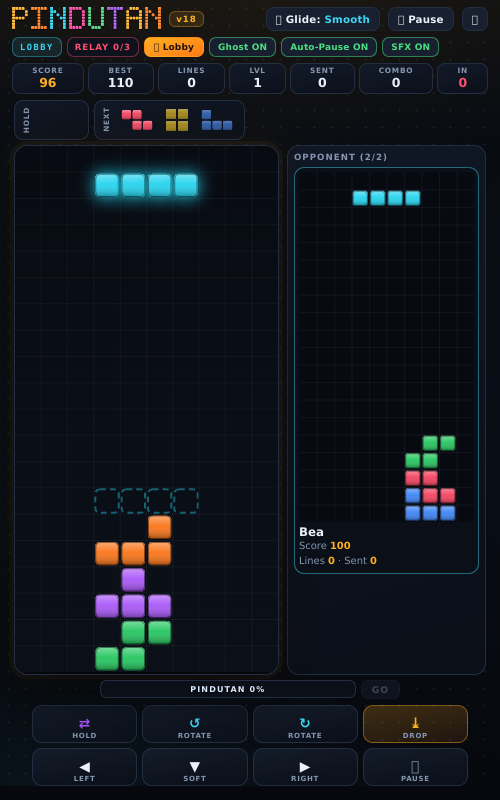 PINDUTAN v18 Glide: Smooth Pause
LOBBY RELAY 0/3 Lobby Ghost ON Auto-Pause ON SFX ON
SCORE BEST LINES LVL SENT COMBO IN
96 110 0 1 0 0 0
HOLD NEXT
OPPONENT (2/2)
Bea
Score 100
Lines 0 · Sent 0
PINDUTAN 0% GO
HOLD ROTATE ROTATE DROP
LEFT SOFT RIGHT PAUSE